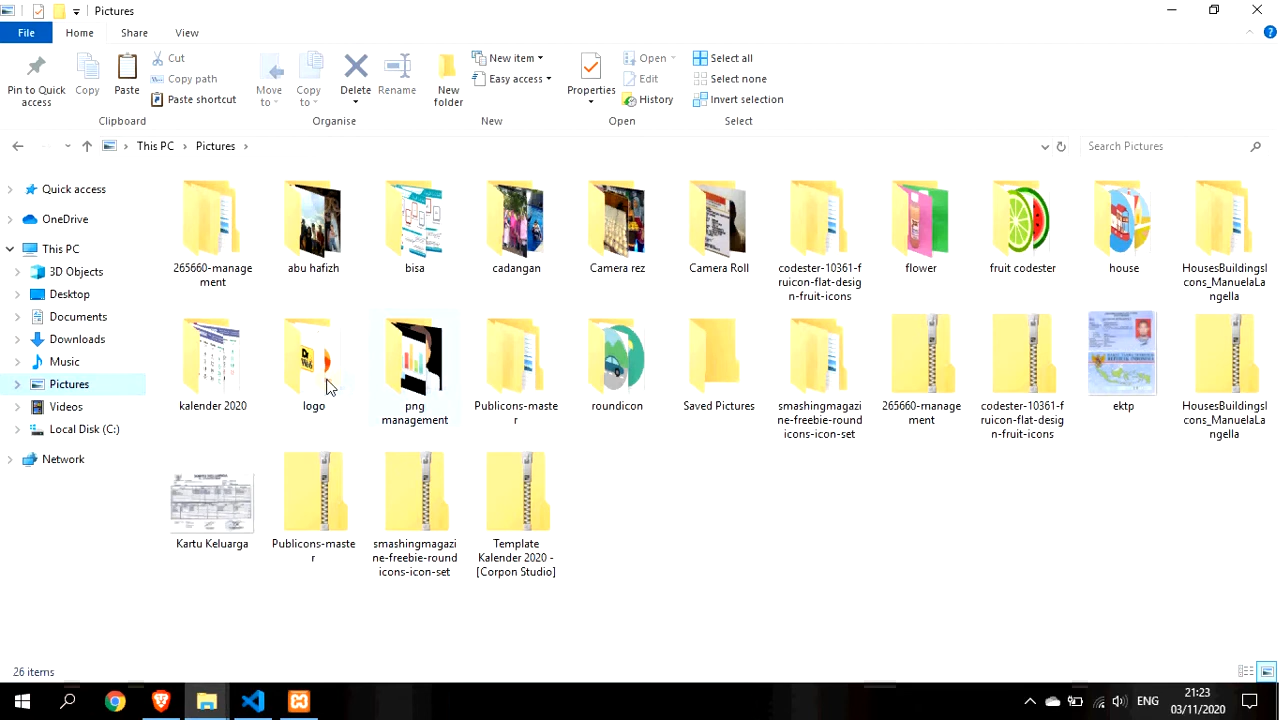 Pictures
File
Home
Share
View
Pin to Quick
access
Copy
Paste
Cut
Copy path
Paste shortcut
Clipboard
Move
to
Copy
to
Delete
Rename
Organise
New
folder
New item
Easy access
New
Properties
Open
Edit
History
Open
Select all
Select none
Invert selection
Select
This PC
Pictures
Search Pictures
Quick access
OneDrive
This PC
3D Objects
Desktop
Documents
Downloads
Music
Pictures
Videos
Local Disk (C:)
Network
265660-manage
ment
abu hafizh
bisa
cadangan
Camera rez
Camera Roll
codester-10361-f
ruicon-flat-desig
n-fruit-icons
flower
fruit codester
house
HousesBuildingsI
cons_ManuelaLa
ngella
kalender 2020
logo
png
management
Publicons-maste
r
roundicon
Saved Pictures
smashingmagazi
ne-freebie-round
icons-icon-set
265660-manage
ment
codester-10361-f
ruicon-flat-desig
n-fruit-icons
ektp
HousesBuildingsI
cons_ManuelaLa
ngella
Kartu Keluarga
Publicons-maste
r
smashingmagazi
ne-freebie-round
icons-icon-set
Template
Kalender 2020 -
[Corpon Studio]
26 items
ENG
21:23
03/11/2020